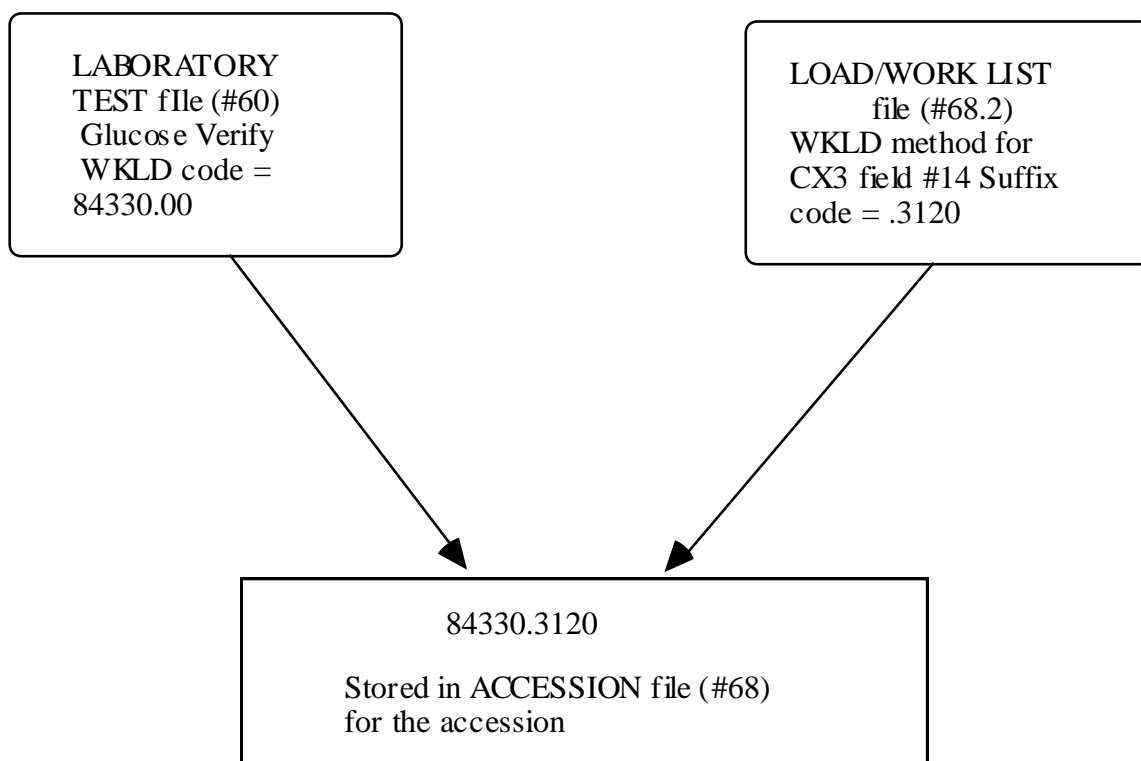 LABORATORY
TEST fIle (#60)
Glucose Verify
WKLD code =
84330.00
LOAD/WORK LIST
file (#68.2)
WKLD method for
CX3 field #14 Suffix
code = .3120
84330.3120
Stored in ACCESSION file (#68)
for the accession